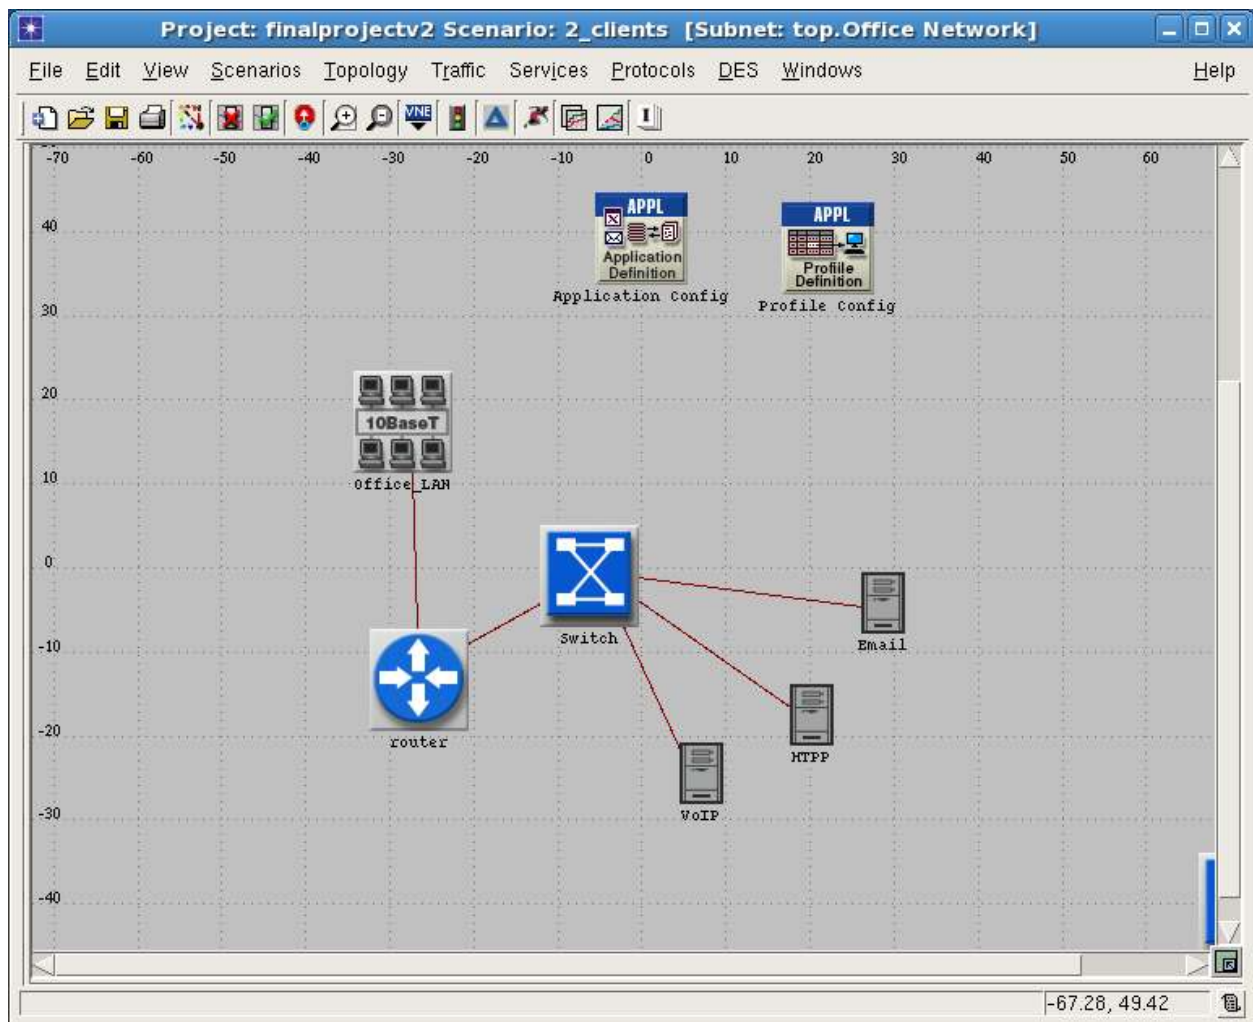 Project: finalprojectv2 Scenario: 2_clients [Subnet: top.Office Network]
File Edit View Scenarios Topology Traffic Services Protocols DES Windows Help
VNE
-70 -60 -50 -40 -30 -20 -10 0 10 20 30 40 50 60
40
APPL
Application
Definition
Application Config
APPL
Profiile
Definition
Profile Config
30
20
10BaseT
Office_LAN
10
0
Switch
Email
-10
router
HTPP
-20
VoIP
-30
-40
-67.28, 49.42